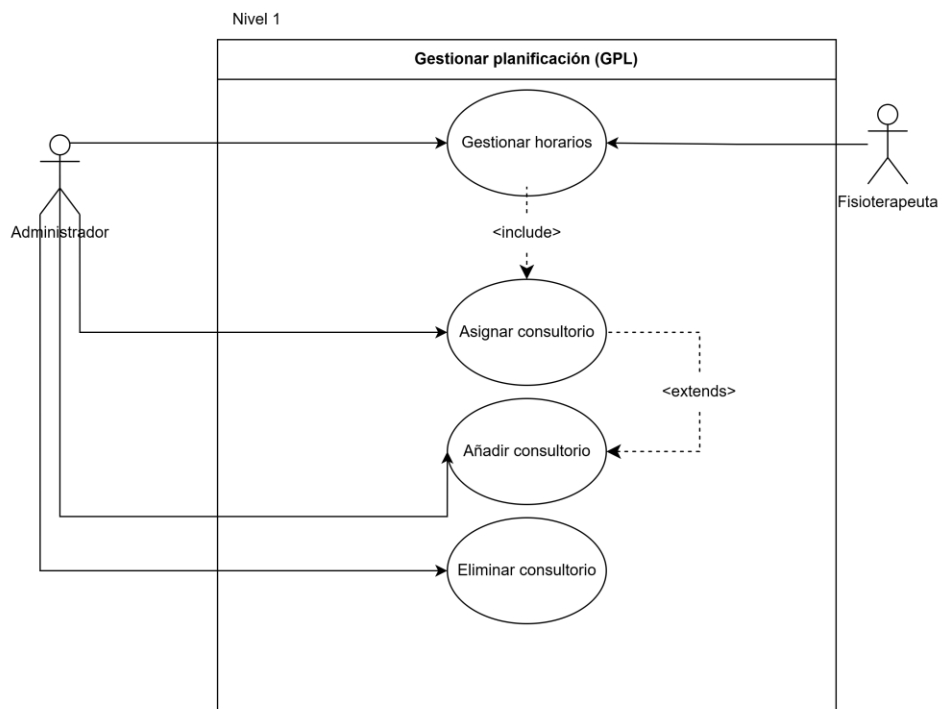 Nivel 1
Gestionar planificación (GPL)
Gestionar horarios
Fisioterapeuta
Administrador
<include>
Asignar consultorio
<extends>
Añadir consultorio
Eliminar consultorio